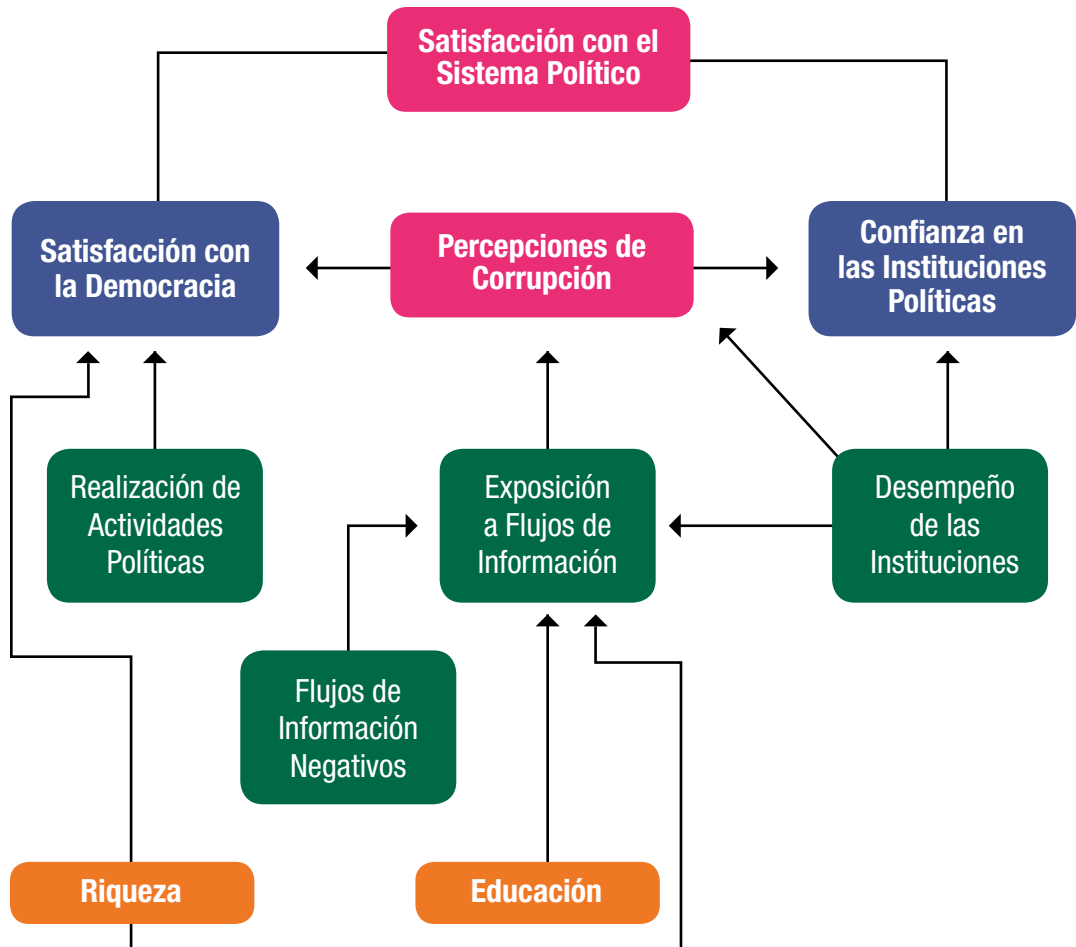 Satisfacción con el
Sistema Político
Satisfacción con
la Democracia
Percepciones de
Corrupción
Confianza en
las Instituciones
Políticas
Realización de
Actividades
Políticas
Exposición
a Flujos de
Información
Desempeño
de las
Instituciones
Flujos de
Información
Negativos
Riqueza
Educación